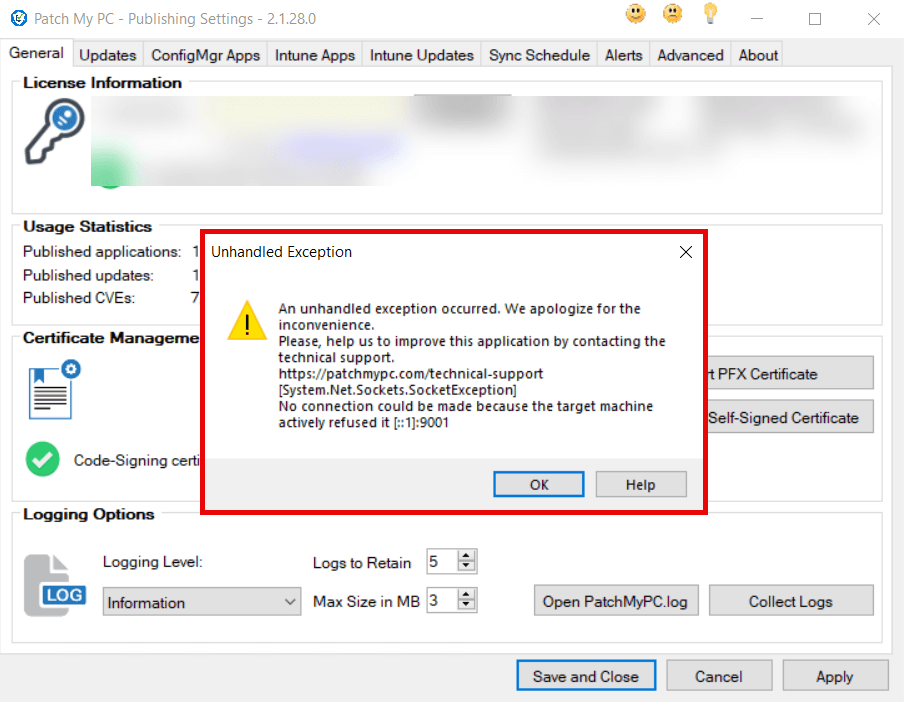 Patch My PC - Publishing Settings - 2.1.28.0
General Updates ConfigMgr Apps Intune Apps Intune Updates Sync Schedule Alerts Advanced About
License Information
Usage Statistics
Published applications: 1
Published updates: 1
Published CVEs: 7
Unhandled Exception
An unhandled exception occurred. We apologize for the
inconvenience.
Please, help us to improve this application by contacting the
technical support.
https://patchmypc.com/technical-support
[System.Net.Sockets.SocketException]
No connection could be made because the target machine
actively refused it [::1]:9001
OK Help
Certificate Manageme
rt PFX Certificate
Self-Signed Certificate
Code-Signing certi
Logging Options
LOG
Logging Level:
Information
Logs to Retain 5
Max Size in MB 3
Open PatchMyPC.log Collect Logs
Save and Close Cancel Apply